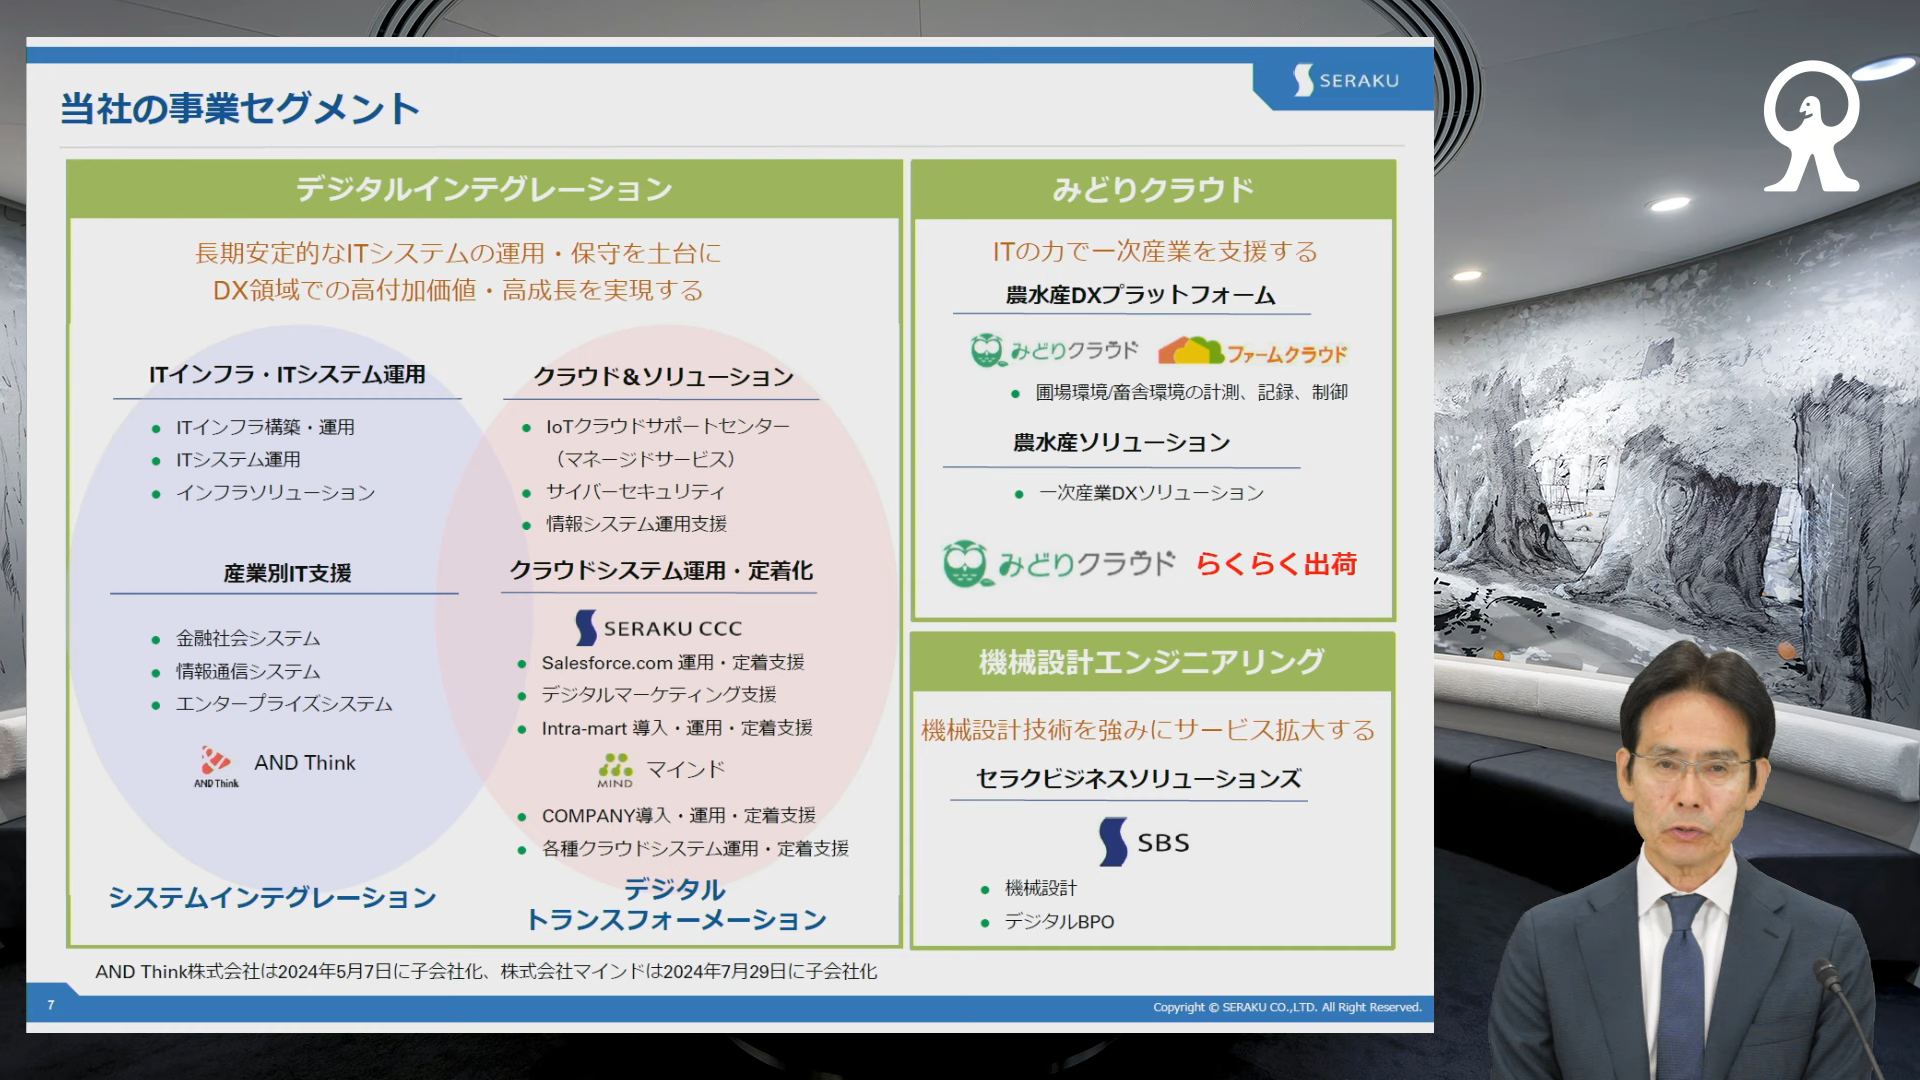 当社の事業セグメント
SERAKU
デジタルインテグレーション
長期安定的なITシステムの運用・保守を土台に
DX領域での高付加価値・高成長を実現する
ITインフラ・ITシステム運用
ITインフラ構築・運用
ITシステム運用
インフラソリューション
産業別IT支援
金融社会システム
情報通信システム
エンタープライズシステム
AND Think
AND Think
システムインテグレーション
クラウド&ソリューション
IoTクラウドサポートセンター
（マネージドサービス）
サイバーセキュリティ
情報システム運用支援
クラウドシステム運用・定着化
SERAKU CCC
Salesforce.com 運用・定着支援
デジタルマーケティング支援
Intra-mart 導入・運用・定着支援
MIND
マインド
COMPANY導入・運用・定着支援
各種クラウドシステム運用・定着支援
デジタル
トランスフォーメーション
みどりクラウド
ITの力で一次産業を支援する
農水産DXプラットフォーム
みどりクラウド
ファームクラウド
圃場環境/畜舎環境の計測、記録、制御
農水産ソリューション
一次産業DXソリューション
みどりクラウド らくらく出荷
機械設計エンジニアリング
機械設計技術を強みにサービス拡大する
セラクビジネスソリューションズ
SBS
機械設計
デジタルBPO
AND Think株式会社は2024年5月7日に子会社化、株式会社マインドは2024年7月29日に子会社化
7
Copyright © SERAKU CO.,LTD. All Right Reserved.